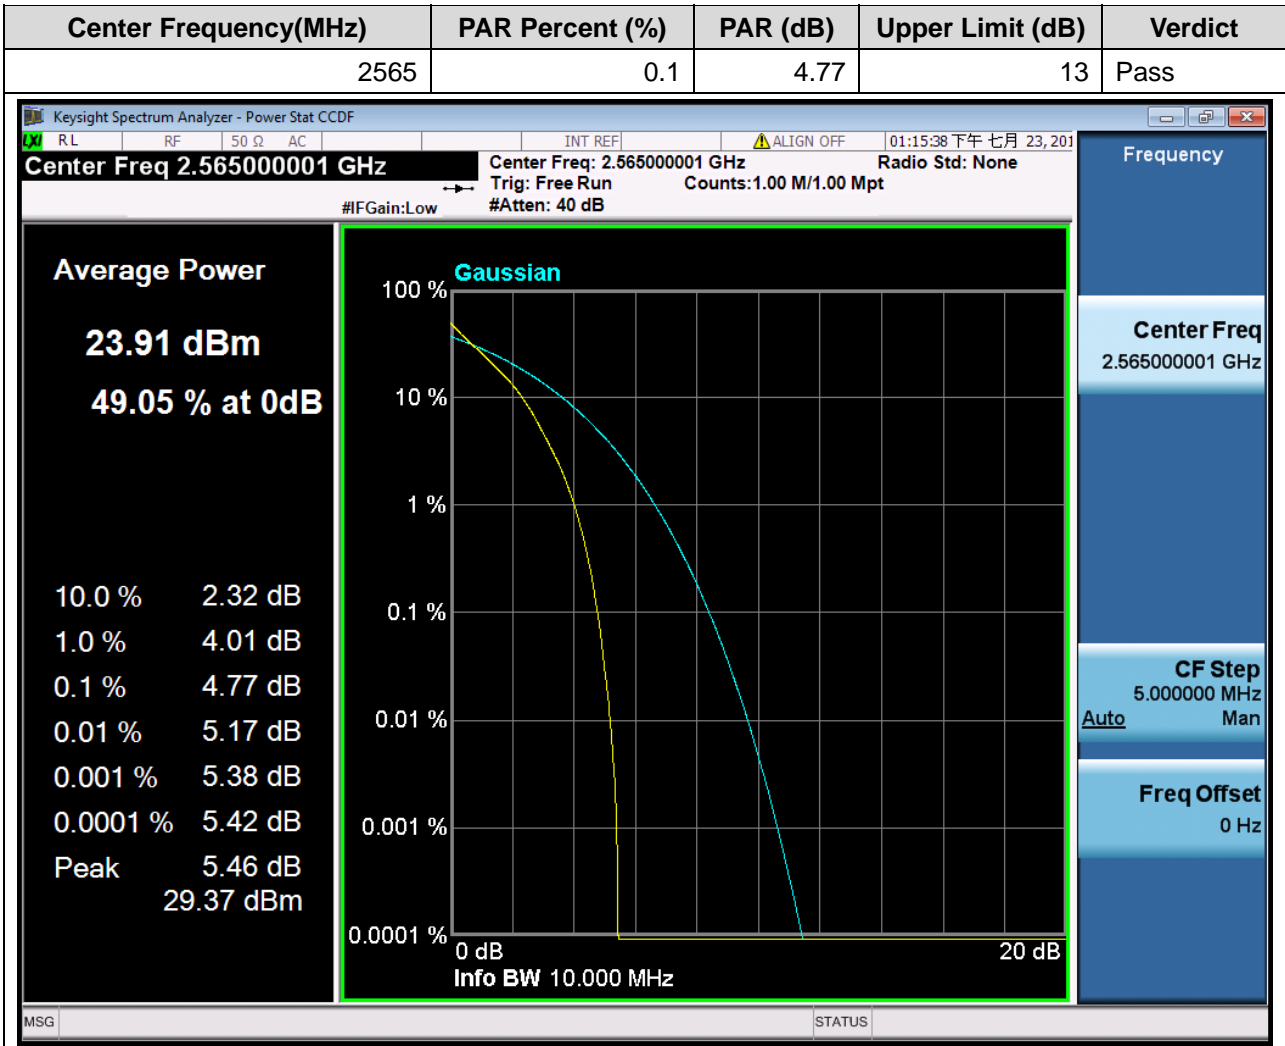 Center Frequency(MHz) PAR Percent (%) PAR (dB) Upper Limit (dB) Verdict
2565 0.1 4.77 13 Pass
Keysight Spectrum Analyzer - Power Stat CCDF
LXI RL RF 50 Ω AC INT REF ALIGN OFF 01:15:38 下午 七月 23, 201
Center Freq 2.565000001 GHz
Center Freq: 2.565000001 GHz Radio Std: None
Trig: Free Run Counts:1.00 M/1.00 Mpt
#IFGain:Low #Atten: 40 dB
Frequency
Average Power
23.91 dBm
49.05 % at 0dB
10.0 % 2.32 dB
1.0 % 4.01 dB
0.1 % 4.77 dB
0.01 % 5.17 dB
0.001 % 5.38 dB
0.0001 % 5.42 dB
Peak 5.46 dB
29.37 dBm
Gaussian
100 %
10 %
1 %
0.1 %
0.01 %
0.001 %
0.0001 %
0 dB 20 dB
Info BW 10.000 MHz
Center Freq
2.565000001 GHz
CF Step
5.000000 MHz
Auto Man
Freq Offset
0 Hz
MSG STATUS